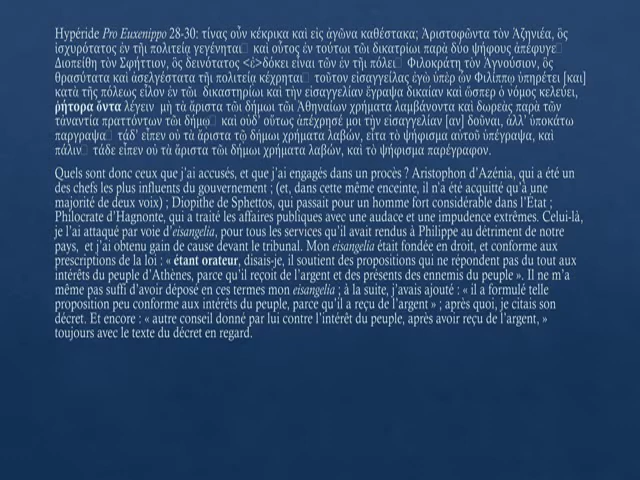 Hypéride Pro Euxenippo 28-30: τίνας οὖν κέκρικα καὶ εἰς ἀγῶνα καθέστακα; Ἀριστοφῶντα τὸν Ἀζηνιέα, ὃς
ἰσχυρότατος ἐν τῆι πολιτείᾳ γεγένηται καὶ οὗτος ἐν τούτωι τῶι δικατρίωι παρὰ δύο ψήφους ἀπέφυγε
Διοπείθη τὸν Σφήττιον, ὃς δεινότατος <ἐ>δόκει εἶναι τῶν ἐν τῆι πόλει Φιλοκράτη τὸν Ἁγνούσιον, ὃς
θρασύτατα καὶ ἀσελγέστατα τῆι πολιτείᾳ κέχρηται τοῦτον εἰσαγγείλας ἐγὼ ὑπὲρ ὧν Φιλίππῳ ὑπηρέτει [καὶ]
κατὰ τῆς πόλεως εἷλον ἐν τῶι δικαστηρίωι καὶ τὴν εἰσαγγελίαν ἔγραψα δικαίαν καὶ ὥσπερ ὁ νόμος κελεύει,
ῥήτορα ὄντα λέγειν μὴ τὰ ἄριστα τῶι δήμωι τῶι Ἀθηναίων χρήματα λαμβάνοντα καὶ δωρεὰς παρὰ τῶν
τἀναντία πραττόντων τῶι δήμῳ καὶ οὐδ' οὕτως ἀπέχρησέ μοι τὴν εἰσαγγελίαν [αν] δοῦναι, ἀλλ' ὑποκάτω
παργραψα τάδ' εἶπεν οὐ τὰ ἄριστα τῷ δήμωι χρήματα λαβών, εἶτα τὸ ψήφισμα αὐτοῦ ὑπέγραψα, καὶ
πάλιν τάδε εἶπεν οὐ τὰ ἄριστα τῶι δήμωι χρήματα λαβών, καὶ τὸ ψήφισμα παρέγραφον.
Quels sont donc ceux que j'ai accusés, et que j'ai engagés dans un procès ? Aristophon d'Azénia, qui a été un
des chefs les plus influents du gouvernement ; (et, dans cette même enceinte, il n'a été acquitté qu'à une
majorité de deux voix) ; Diopithe de Sphettos, qui passait pour un homme fort considérable dans l'État ;
Philocrate d'Hagnonte, qui a traité les affaires publiques avec une audace et une impudence extrêmes. Celui-là,
je l'ai attaqué par voie d'eisangelia, pour tous les services qu'il avait rendus à Philippe au détriment de notre
pays, et j'ai obtenu gain de cause devant le tribunal. Mon eisangelia était fondée en droit, et conforme aux
prescriptions de la loi : « étant orateur, disais-je, il soutient des propositions qui ne répondent pas du tout aux
intérêts du peuple d'Athènes, parce qu'il reçoit de l'argent et des présents des ennemis du peuple ». Il ne m'a
même pas suffi d'avoir déposé en ces termes mon eisangelia ; à la suite, j'avais ajouté : « il a formulé telle
proposition peu conforme aux intérêts du peuple, parce qu'il a reçu de l'argent » ; après quoi, je citais son
décret. Et encore : « autre conseil donné par lui contre l'intérêt du peuple, après avoir reçu de l'argent, »
toujours avec le texte du décret en regard.